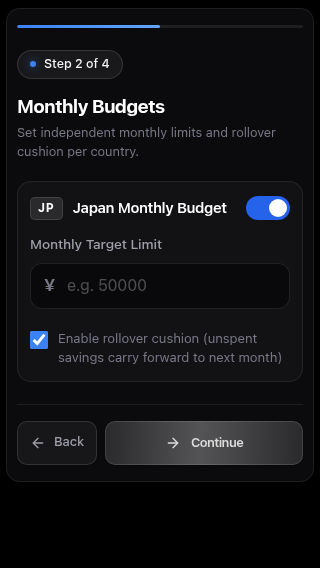 Step 2 of 4
Monthly Budgets
Set independent monthly limits and rollover
cushion per country.
JP Japan Monthly Budget
Monthly Target Limit
¥ e.g. 50000
Enable rollover cushion (unspent
savings carry forward to next month)
← Back → Continue